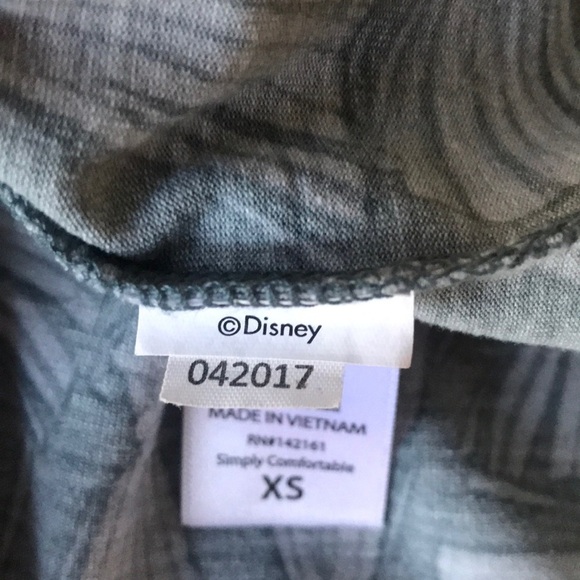 ©Disney
042017
MADE IN VIETNAM
RN#142161
Simply Comfortable
XS